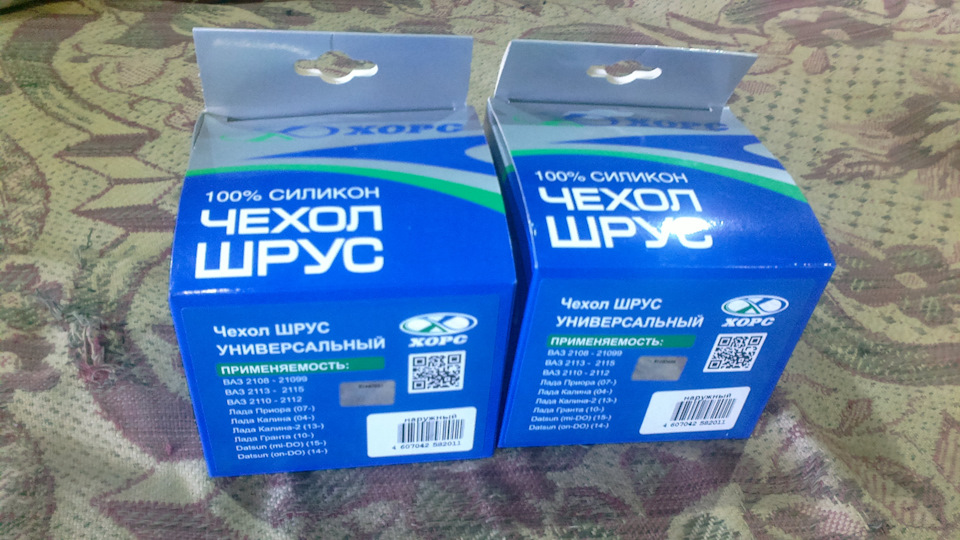 ХОРС
100% СИЛИКОН
ЧЕХОЛ
ШРУС
Чехол ШРУС
УНИВЕРСАЛЬНЫЙ
ХОРС
ПРИМЕНЯЕМОСТЬ:
ВАЗ 2108 - 21099
ВАЗ 2113 - 2115
ВАЗ 2110 - 2112
Лада Приора (07-)
Лада Калина (04-)
Лада Калина-2 (13-)
Лада Гранта (10-)
Datsun (mi-DO) (15-)
Datsun (on-DO) (14-)
наружный
4 607042 582011
ХОРС
100% СИЛИКОН
ЧЕХОЛ
ШРУС
Чехол ШРУС
УНИВЕРСАЛЬНЫЙ
ХОРС
ПРИМЕНЯЕМОСТЬ:
ВАЗ 2108 - 21099
ВАЗ 2113 - 2115
ВАЗ 2110 - 2112
Лада Приора (07-)
Лада Калина (04-)
Лада Калина-2 (13-)
Лада Гранта (10-)
Datsun (mi-DO) (15-)
Datsun (on-DO) (14-)
наружный
4 607042 582011